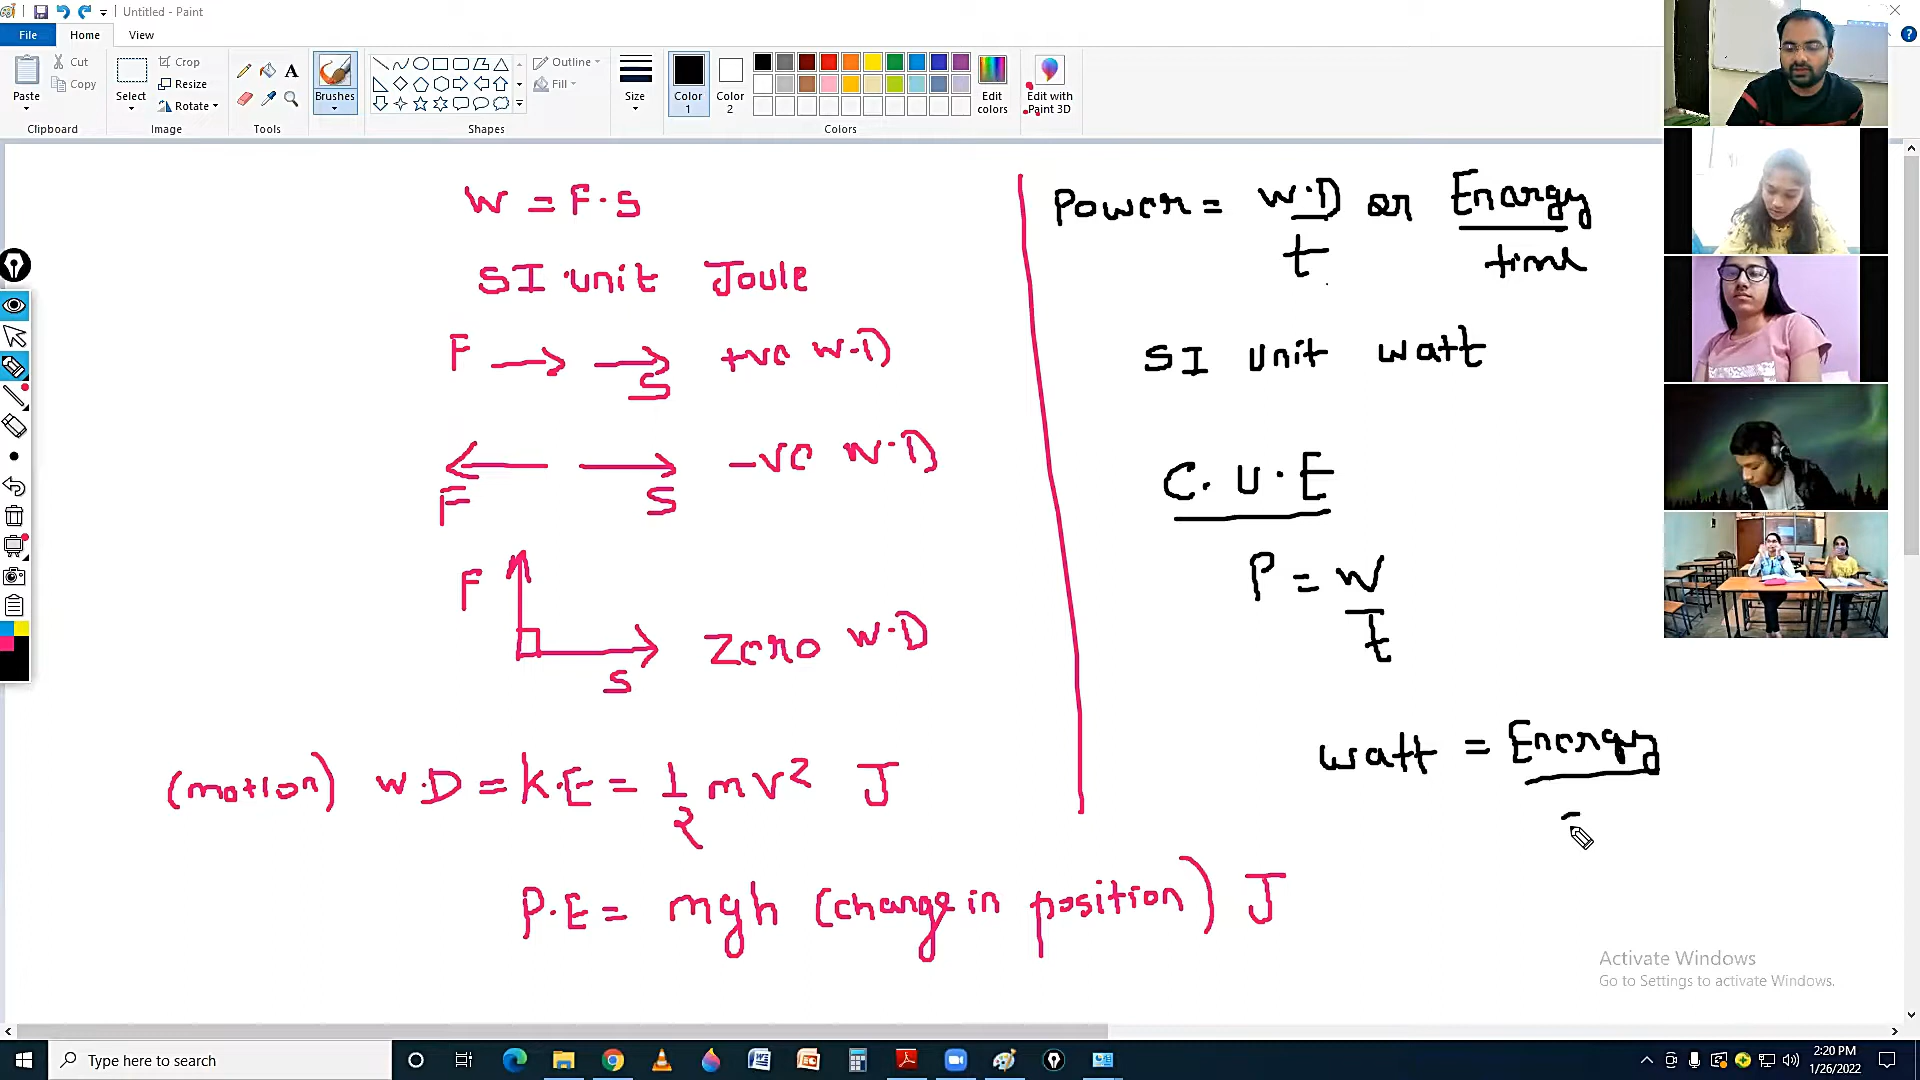 Untitled - Paint
File Home View
Paste Cut Copy Clipboard
Select Crop Resize Rotate Image
Tools
Brushes
Outline Fill Shapes
Size
Color 1 Color 2 Edit colors Colors
Edit with Paint 3D
W = F·S
SI unit Joule
F S +ve W·D
F S -ve W·D
F S Zero W·D
(motion) W·D = K·E = 1/2 mv² J
P·E = mgh (change in position) J
Power = W·D/t or Energy/time
SI Unit watt
C·U·E
P = W/t
watt = Energy
Activate Windows
Go to Settings to activate Windows.
Type here to search
2:20 PM
1/26/2022